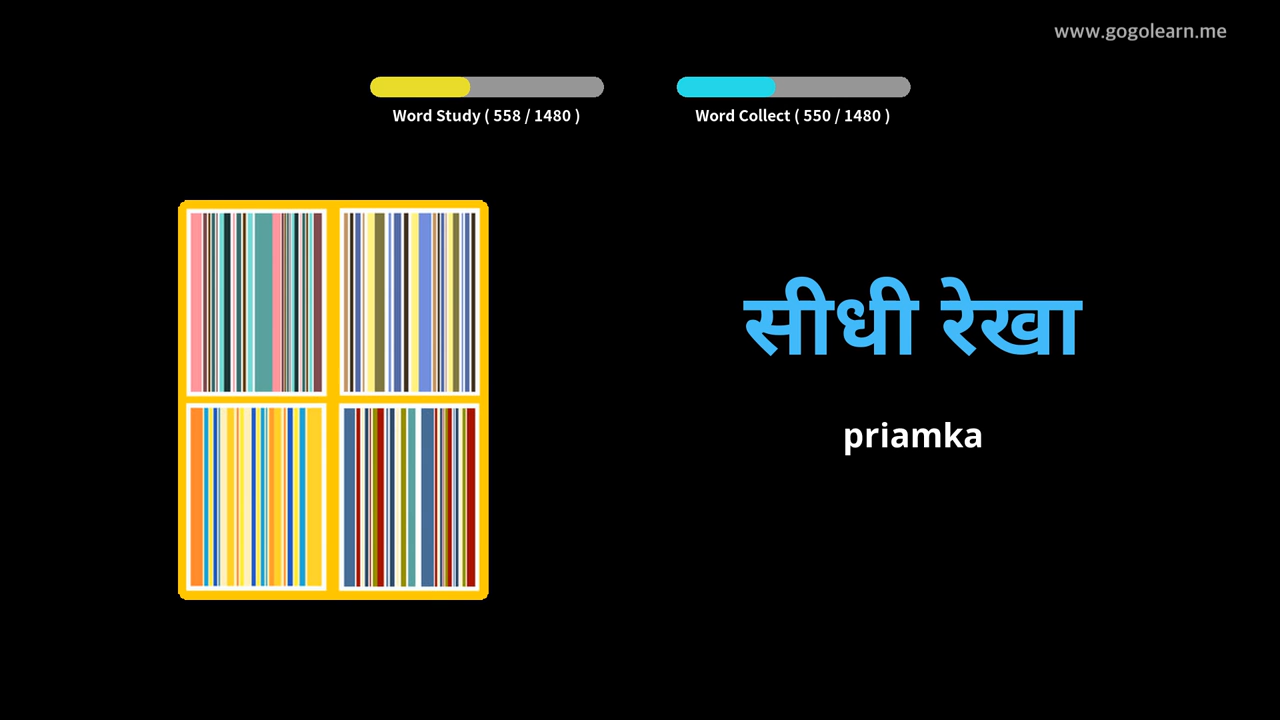 www.gogolearn.me
Word Study ( 558 / 1480 )
Word Collect ( 550 / 1480 )
सीधी रेखा
priamka